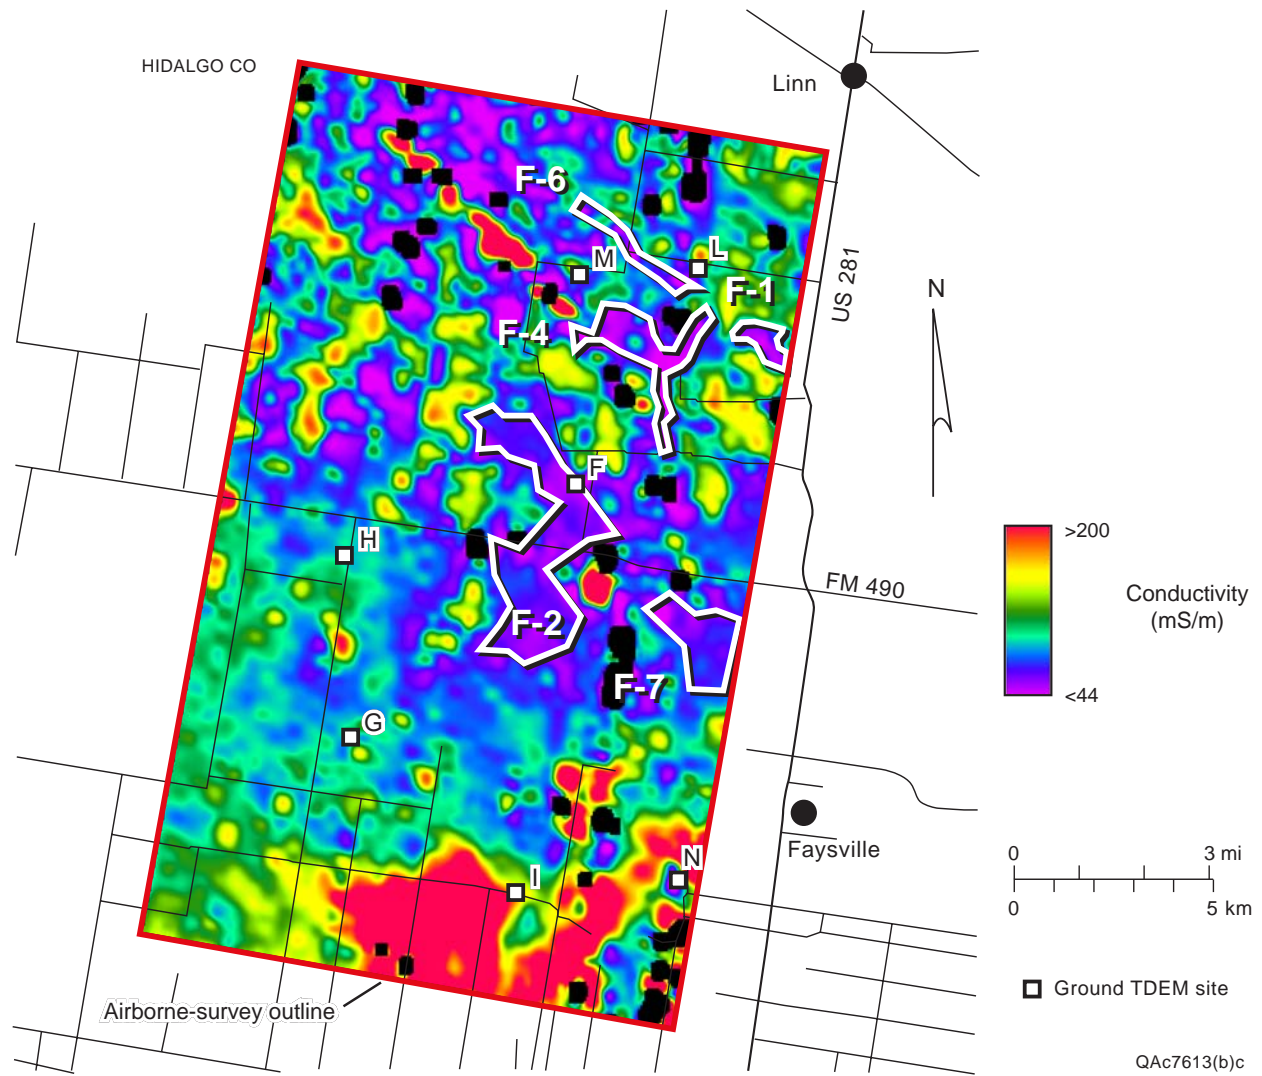 HIDALGO CO
Linn
F-6
M
L
F-1
US 281
N
F-4
F
H
>200
Conductivity
(mS/m)
<44
FM 490
F-2
F-7
G
Faysville
N
I
0
3 mi
0
5 km
Ground TDEM site
Airborne-survey outline
QAc7613(b)c